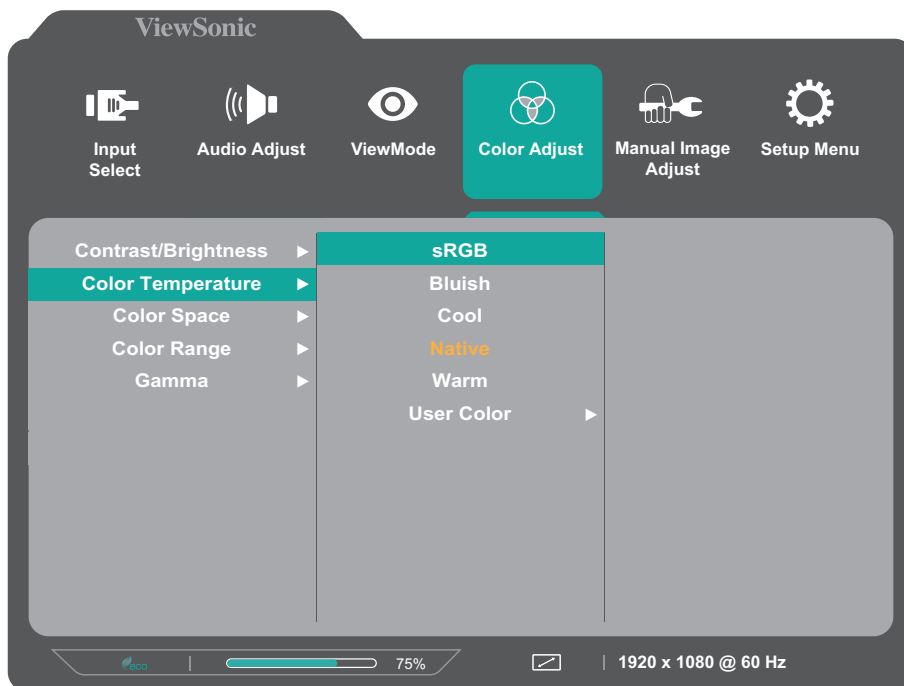 ViewSonic
Input
Select
Audio Adjust
ViewMode
Color Adjust
Manual Image
Adjust
Setup Menu
Contrast/Brightness
Color Temperature
Color Space
Color Range
Gamma
sRGB
Bluish
Cool
Native
Warm
User Color
eco
75%
1920 x 1080 @ 60 Hz